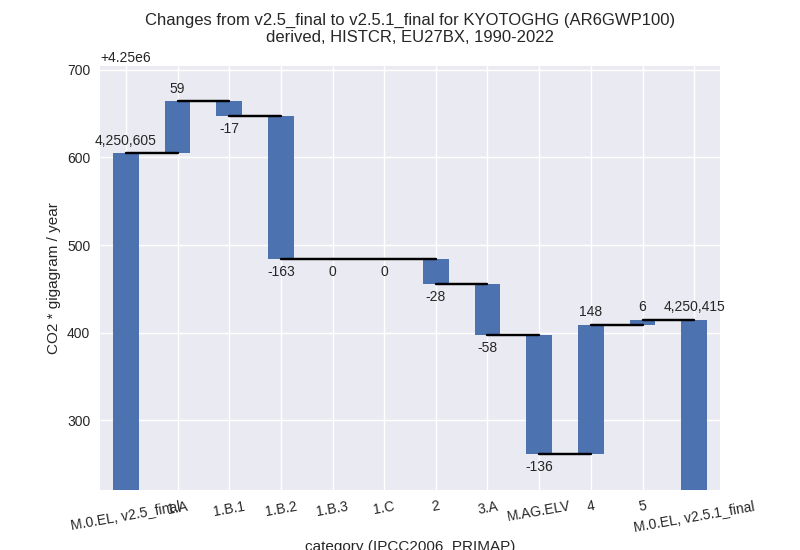 Changes from v2.5_final to v2.5.1_final for KYOTOGHG (AR6GWP100)
derived, HISTCR, EU27BX, 1990-2022
+4.25e6
700
600
500
400
300
CO2 * gigagram / year
4,250,605
59
-17
-163
0
0
-28
-58
-136
148
6
4,250,415
M.0.EL, v2.5_final
1.A
1.B.1
1.B.2
1.B.3
1.C
2
3.A
M.AG.ELV
4
5
M.0.EL, v2.5.1_final
category (IPCC2006_PRIMAP)